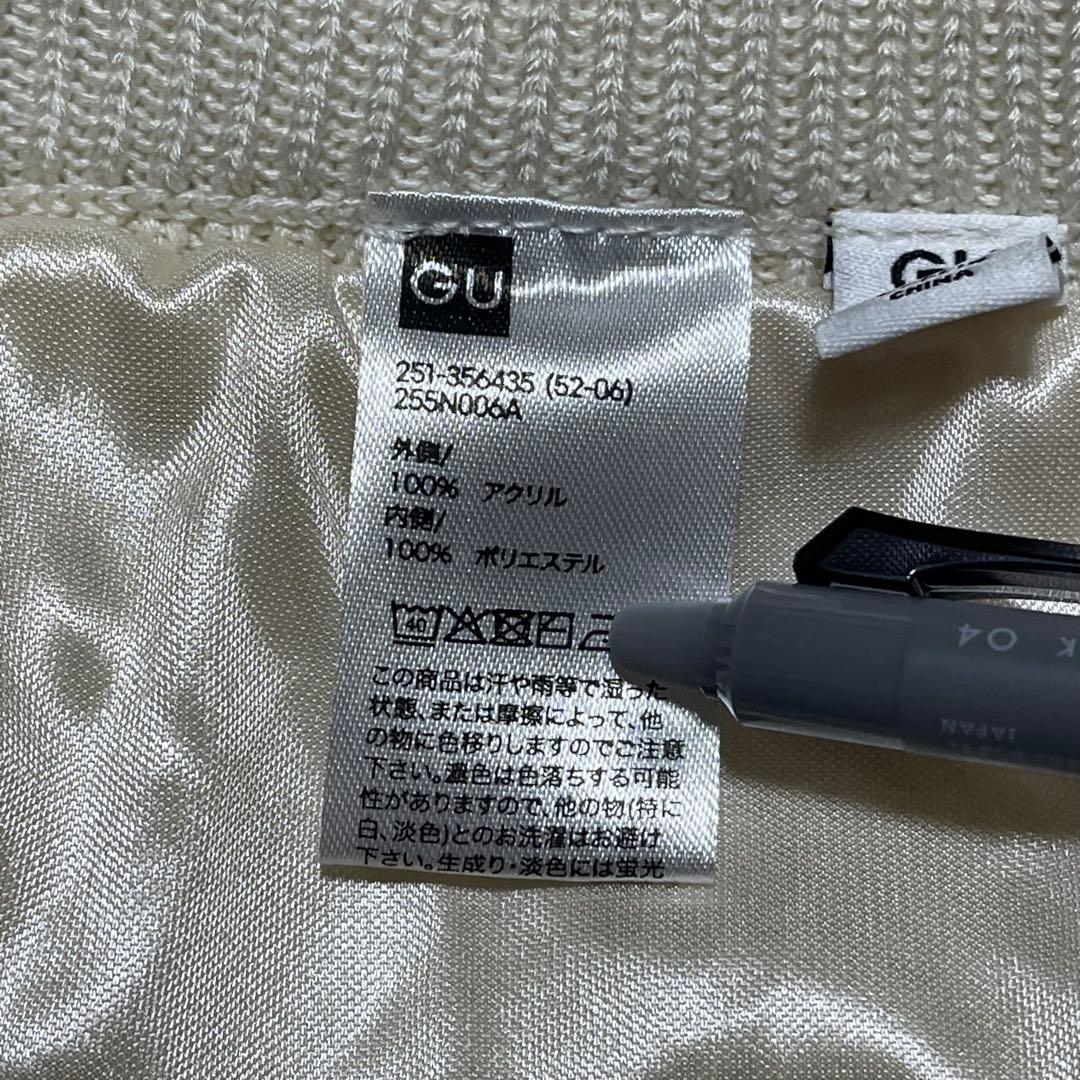 GU
251-356435 (52-06)
255N006A
外側/
100% アクリル
内側/
100% ポリエステル
40
この商品は汗や雨等で湿った
状態、または摩擦によって、他
の物に色移りしますのでご注意
下さい。濃色は色落ちする可能
性がありますので、他の物(特に
白、淡色)とのお洗濯はお避け
下さい。生成り・淡色には蛍光
CHINA
K 04
JAPAN